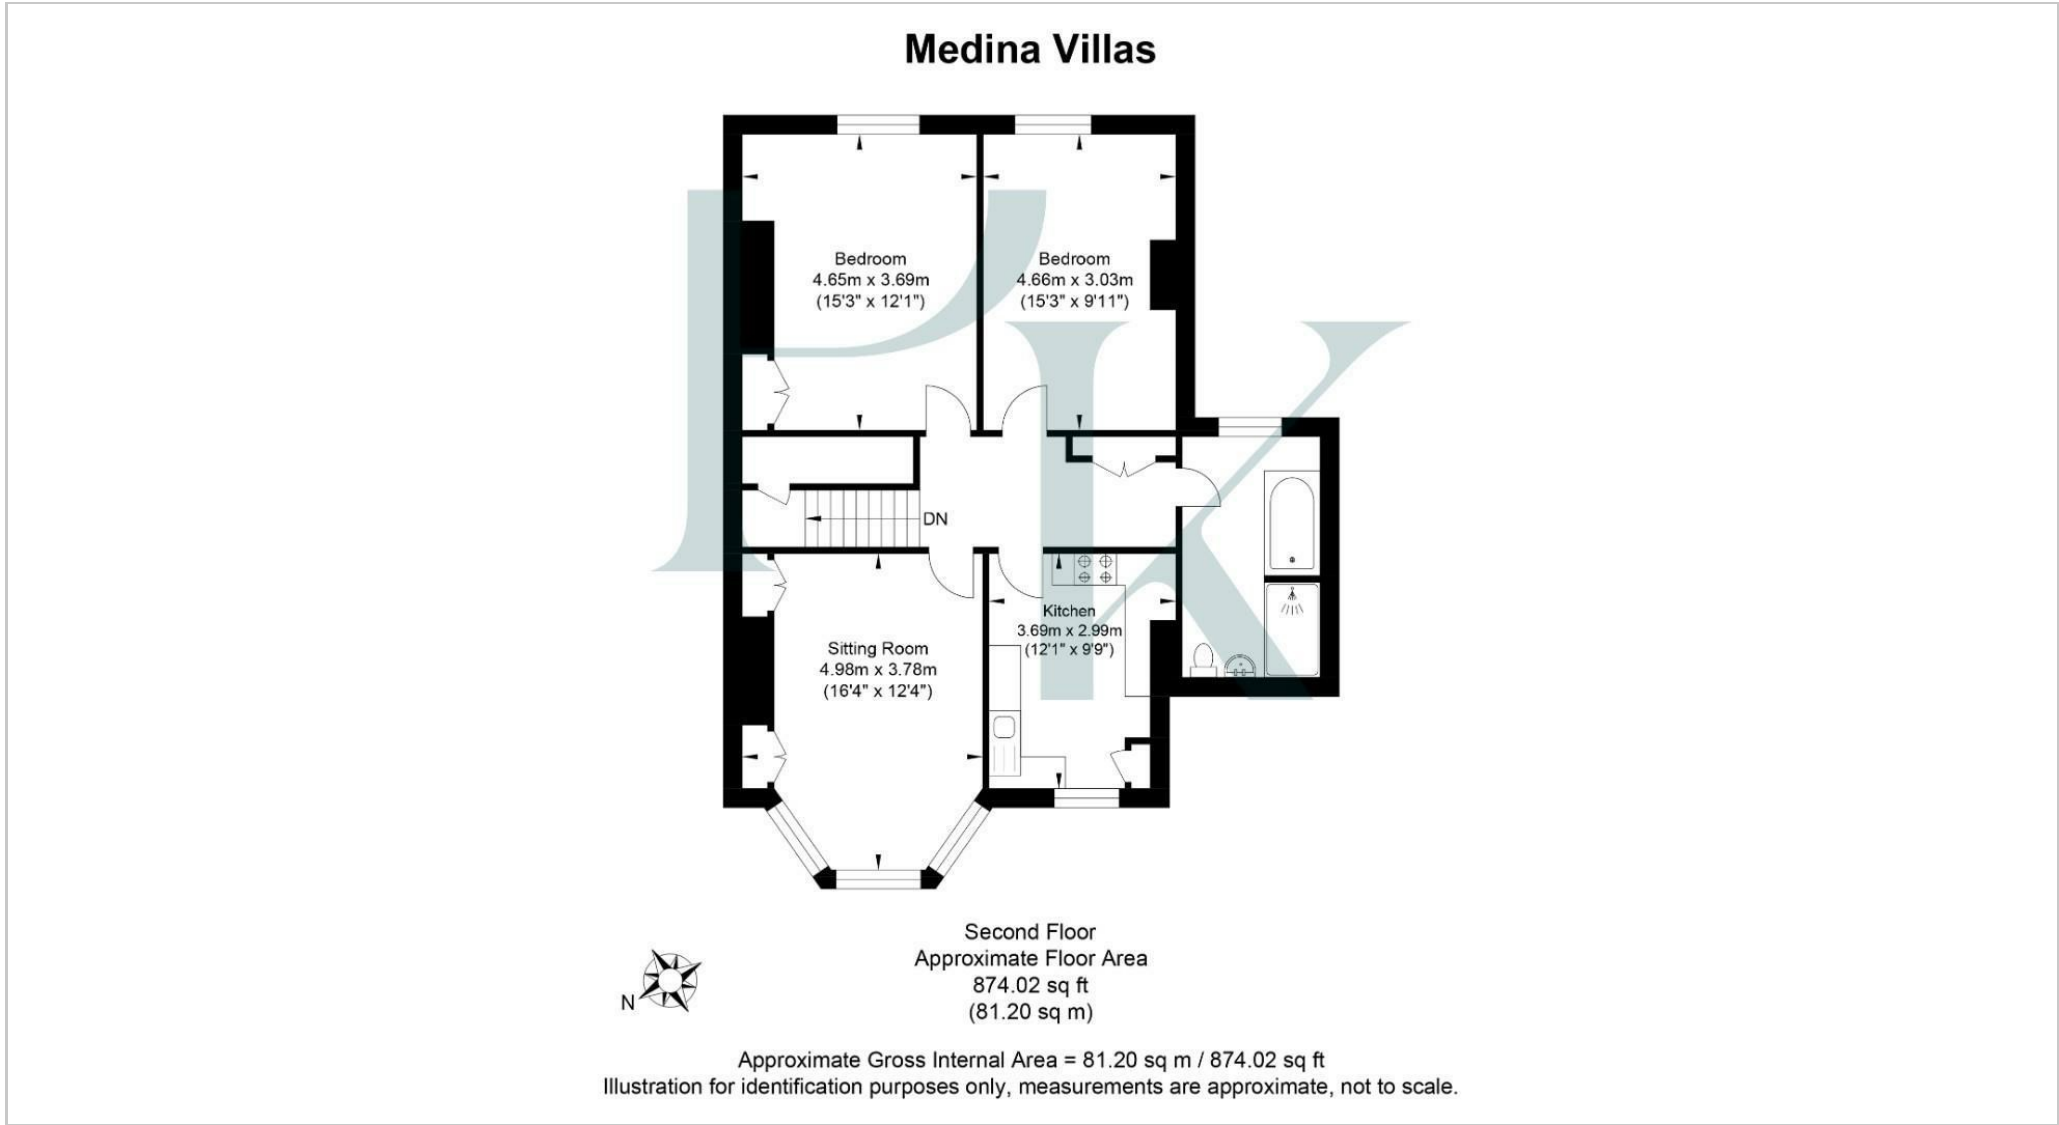 Medina Villas
Bedroom
4.65m x 3.69m
(15'3" x 12'1")
Bedroom
4.66m x 3.03m
(15'3" x 9'11")
DN
Kitchen
3.69m x 2.99m
(12'1" x 9'9")
Sitting Room
4.98m x 3.78m
(16'4" x 12'4")
N
Second Floor
Approximate Floor Area
874.02 sq ft
(81.20 sq m)
Approximate Gross Internal Area = 81.20 sq m / 874.02 sq ft
Illustration for identification purposes only, measurements are approximate, not to scale.